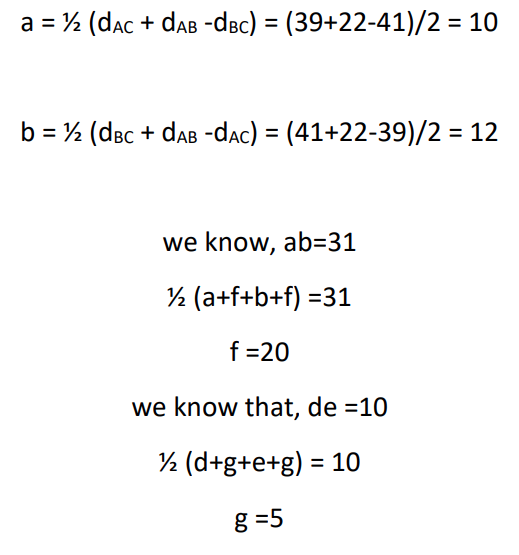 a = ½ (dAC + dAB -dBC) = (39+22-41)/2 = 10
b = ½ (dBC + dAB -dAC) = (41+22-39)/2 = 12
we know, ab=31
½ (a+f+b+f) =31
f =20
we know that, de =10
½ (d+g+e+g) = 10
g =5